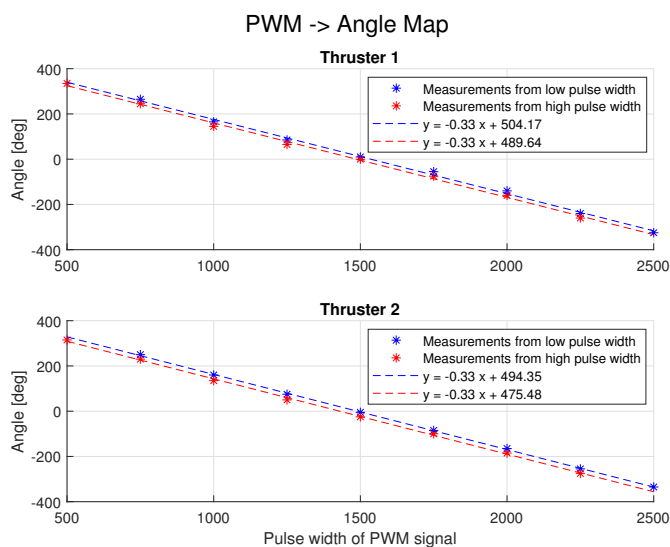 PWM -> Angle Map
Thruster 1
Angle [deg]
400
200
0
-200
-400
500
1000
1500
2000
2500
Measurements from low pulse width
Measurements from high pulse width
y = -0.33 x + 504.17
y = -0.33 x + 489.64
Thruster 2
Angle [deg]
400
200
0
-200
-400
500
1000
1500
2000
2500
Measurements from low pulse width
Measurements from high pulse width
y = -0.33 x + 494.35
y = -0.33 x + 475.48
Pulse width of PWM signal